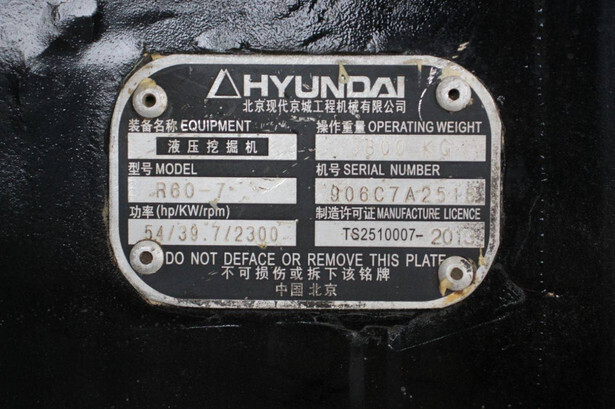 HYUNDAI
北京现代京城工程机械有限公司
装备名称 EQUIPMENT
操作重量 OPERATING WEIGHT
液压挖掘机
KG
型号 MODEL
机号 SERIAL NUMBER
R60-7
功率 (hp/KW/rpm)
制造许可证 MANUFACTURE LICENCE
54/39.7/2300
TS2510007-2013
DO NOT DEFACE OR REMOVE THIS PLATE
不可损伤或拆下该铭牌
中国 北京